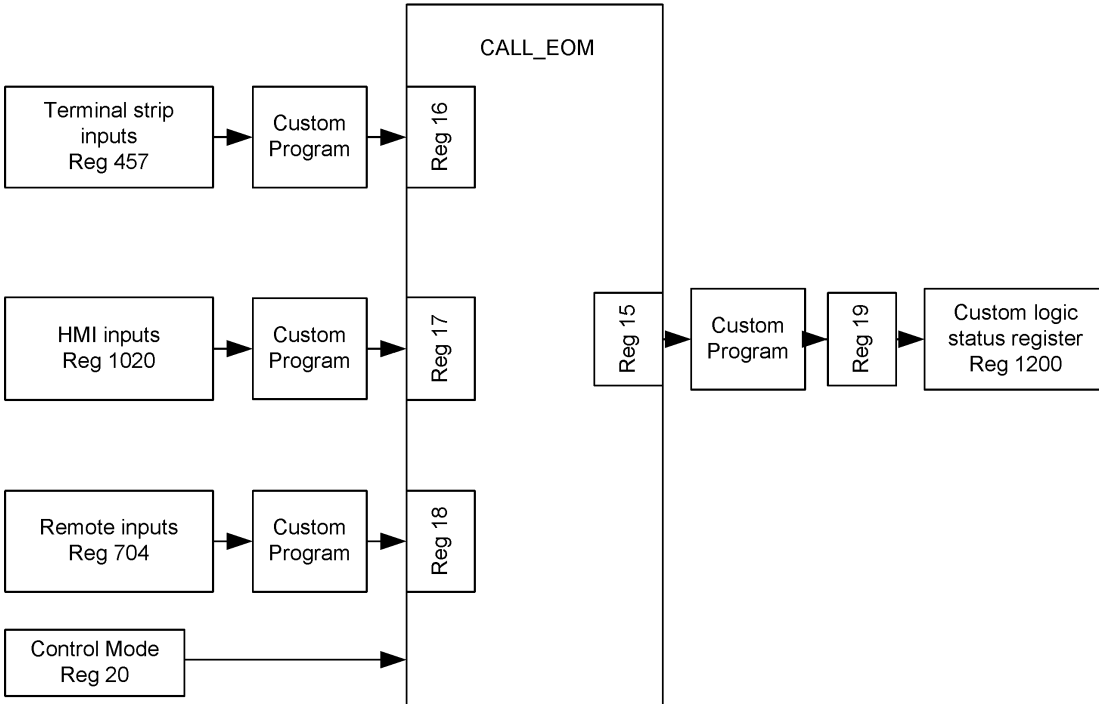 CALL_EOM
Terminal strip
inputs
Reg 457
Custom
Program
Reg 16
HMI inputs
Reg 1020
Custom
Program
Reg 17
Reg 15
Custom
Program
Reg 19
Custom logic
status register
Reg 1200
Remote inputs
Reg 704
Custom
Program
Reg 18
Control Mode
Reg 20